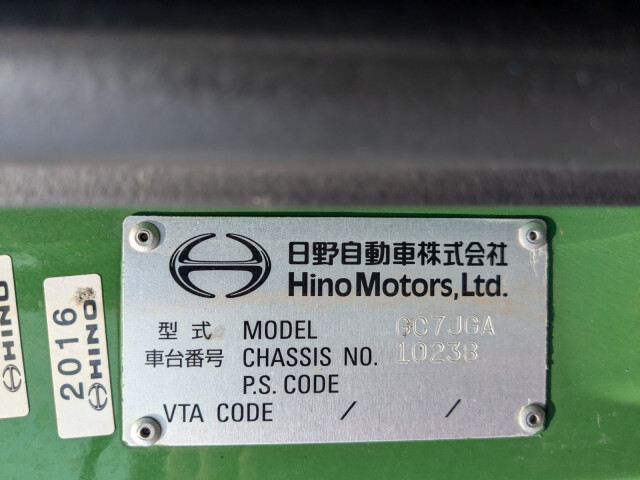 日野自動車株式会社
Hino Motors, Ltd.
型式 MODEL GC7JGA
車台番号 CHASSIS NO. 10238
P.S. CODE
VTA CODE / /
2016
HINO
HINO